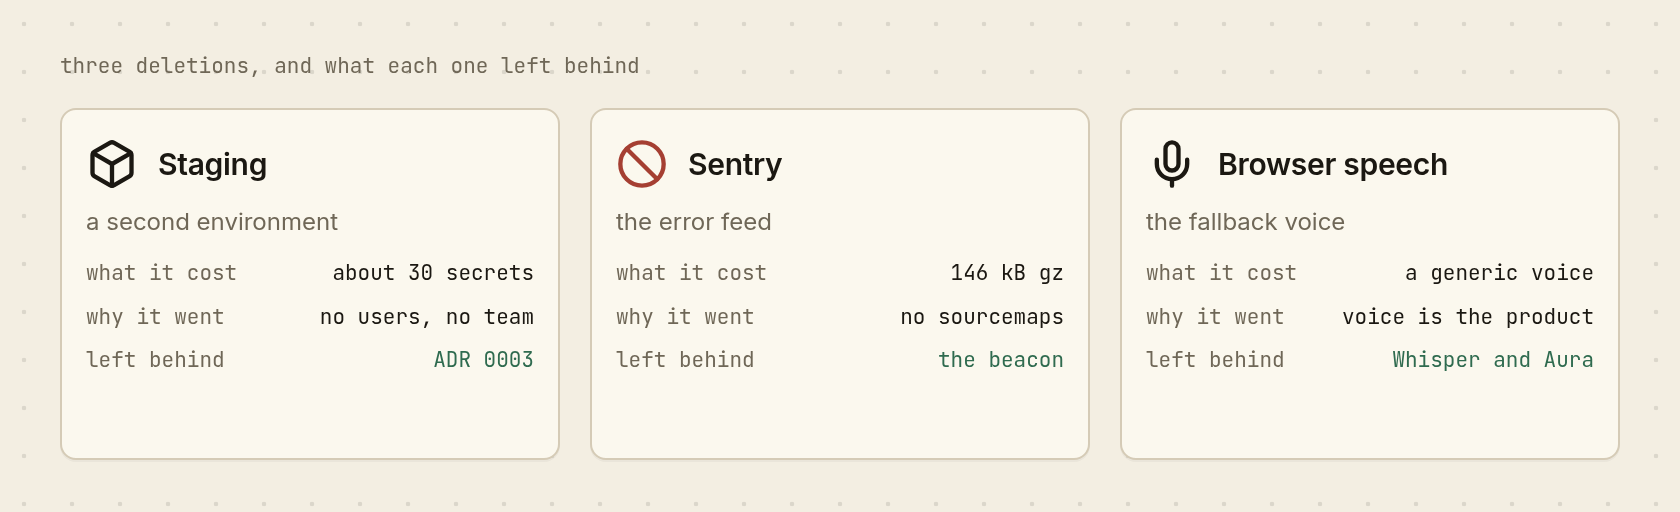 three deletions, and what each one left behind
Staging
a second environment
what it cost about 30 secrets
why it went no users, no team
left behind ADR 0003
Sentry
the error feed
what it cost 146 kB gz
why it went no sourcemaps
left behind the beacon
Browser speech
the fallback voice
what it cost a generic voice
why it went voice is the product
left behind Whisper and Aura